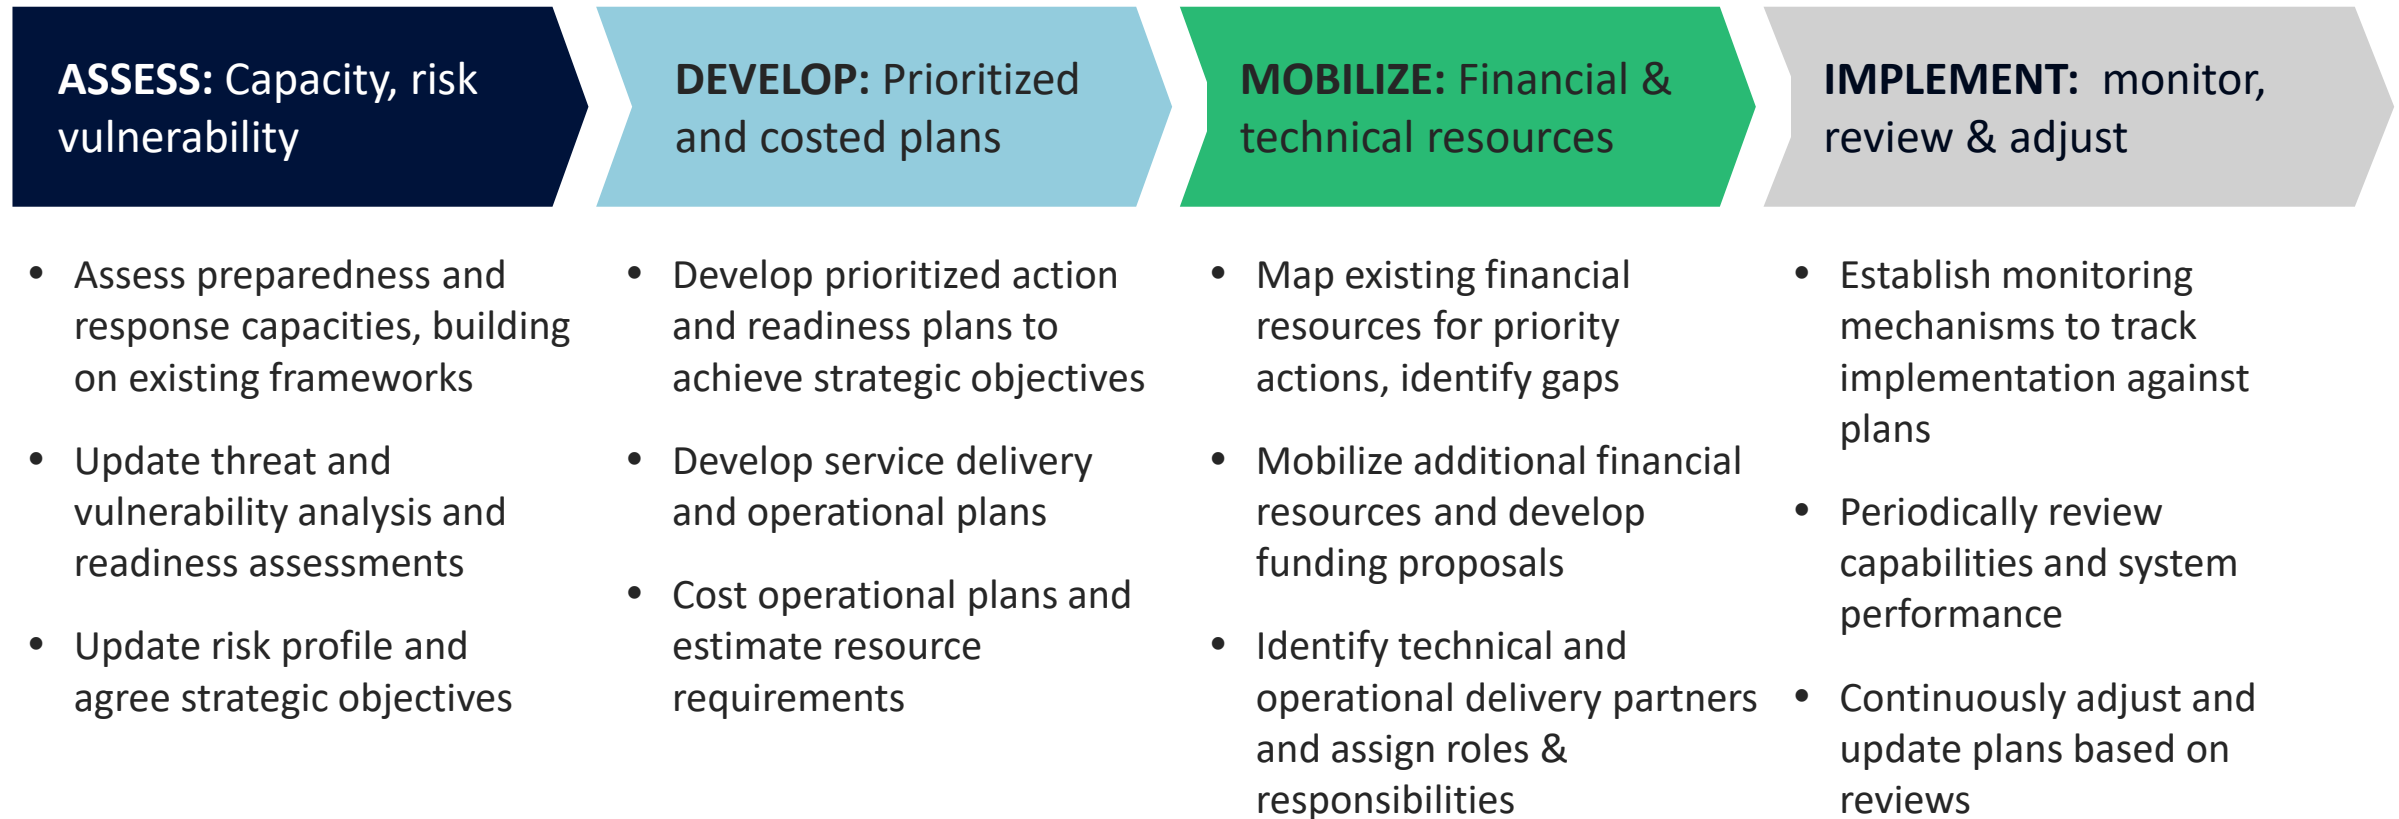 ASSESS: Capacity, risk
vulnerability
DEVELOP: Prioritized
and costed plans
MOBILIZE: Financial &
technical resources
IMPLEMENT: monitor,
review & adjust
• Assess preparedness and
response capacities, building
on existing frameworks
• Update threat and
vulnerability analysis and
readiness assessments
• Update risk profile and
agree strategic objectives
• Develop prioritized action
and readiness plans to
achieve strategic objectives
• Develop service delivery
and operational plans
• Cost operational plans and
estimate resource
requirements
• Map existing financial
resources for priority
actions, identify gaps
• Mobilize additional financial
resources and develop
funding proposals
• Identify technical and
operational delivery partners
and assign roles &
responsibilities
• Establish monitoring
mechanisms to track
implementation against
plans
• Periodically review
capabilities and system
performance
• Continuously adjust and
update plans based on
reviews